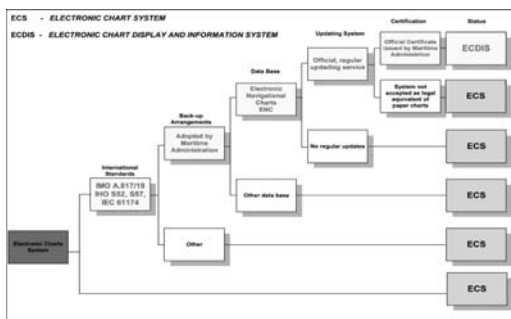 ECS - ELECTRONIC CHART SYSTEM
ECDIS - ELECTRONIC CHART DISPLAY AND INFORMATION SYSTEM
Certification
Status
Updating System
Official Certificate
issued by Maritime
Administration
ECDIS
Official, regular
updating service
Data Base
Electronic
Navigational
Charts
ENC
System not
accepted as legal
equivalent of
paper charts
ECS
Back-up
Arrangements
Adopted by
Maritime
Administration
No regular updates
ECS
International
Standards
IMO A.817/19
IHO S52, S57,
IEC 61174
Other data base
ECS
Electronic Charts
System
Other
ECS
ECS